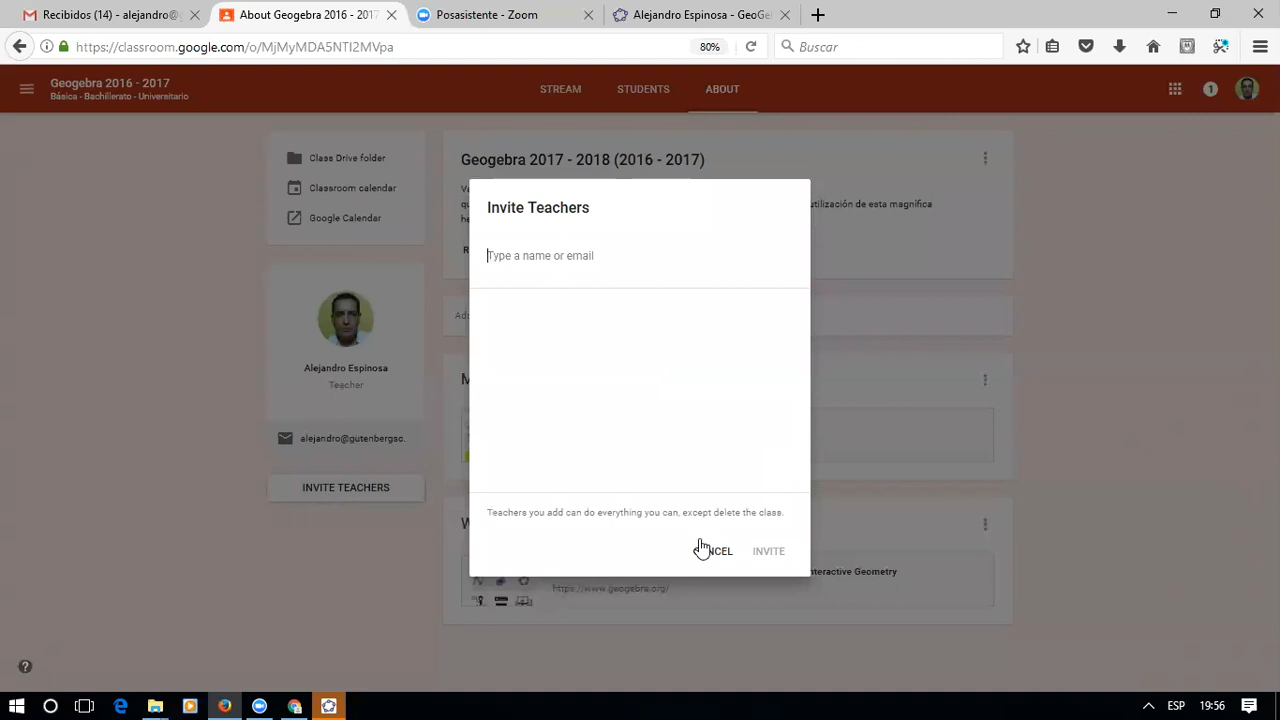 Recibidos (14) - alejandro@g
About Geogebra 2016 - 2017
Posasistente - Zoom
Alejandro Espinosa - GeoGe
https://classroom.google.com/o/MjMyMDA5NTI2MVpa
80%
Buscar
Geogebra 2016 - 2017
Básica - Bachillerato - Universitario
STREAM
STUDENTS
ABOUT
1
Class Drive folder
Classroom calendar
Google Calendar
Geogebra 2017 - 2018 (2016 - 2017)
utilización de esta magnífica
Invite Teachers
Type a name or email
Alejandro Espinosa
Teacher
alejandro@gutenbergsc.
INVITE TEACHERS
Teachers you add can do everything you can, except delete the class.
NCEL
INVITE
nteractive Geometry
https://www.geogebra.org/
ESP
19:56